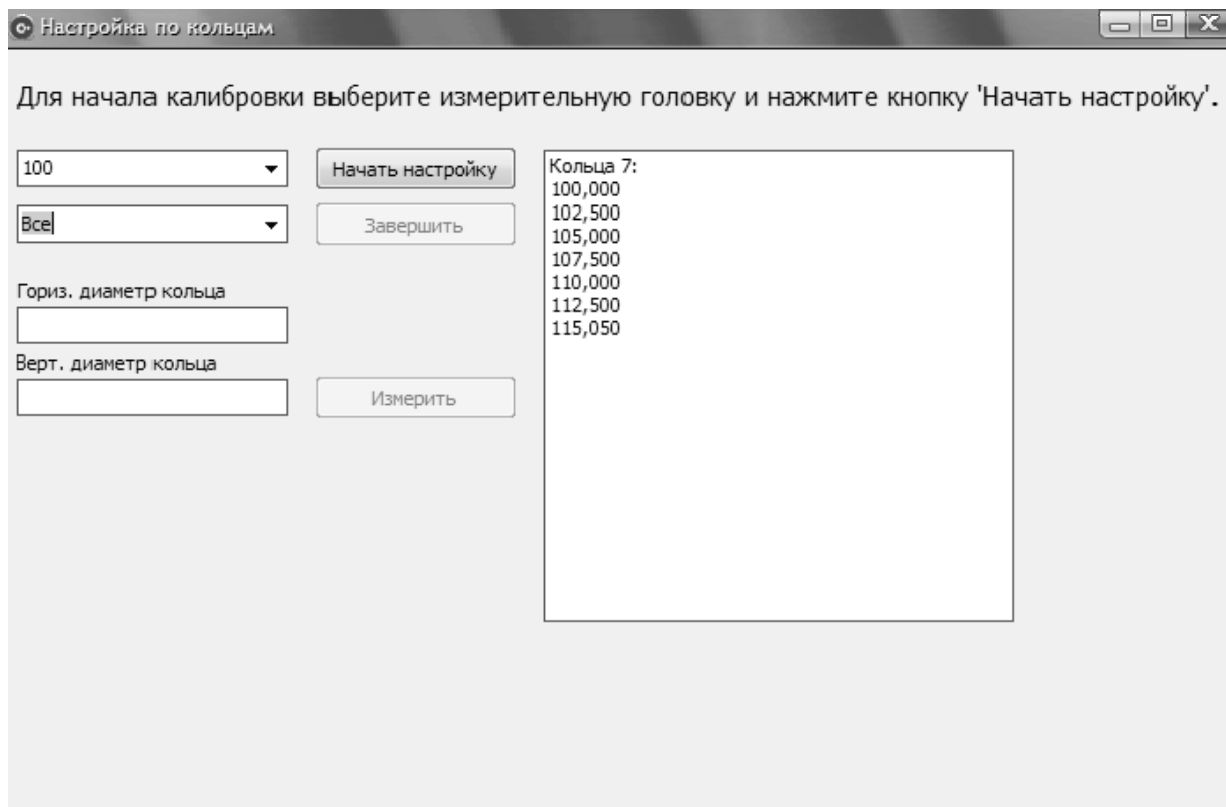 Настройка по кольцам
Для начала калибровки выберите измерительную головку и нажмите кнопку 'Начать настройку'.
100
Начать настройку
Все
Завершить
Гориз. диаметр кольца
Верт. диаметр кольца
Измерить
Кольца 7:
100,000
102,500
105,000
107,500
110,000
112,500
115,050